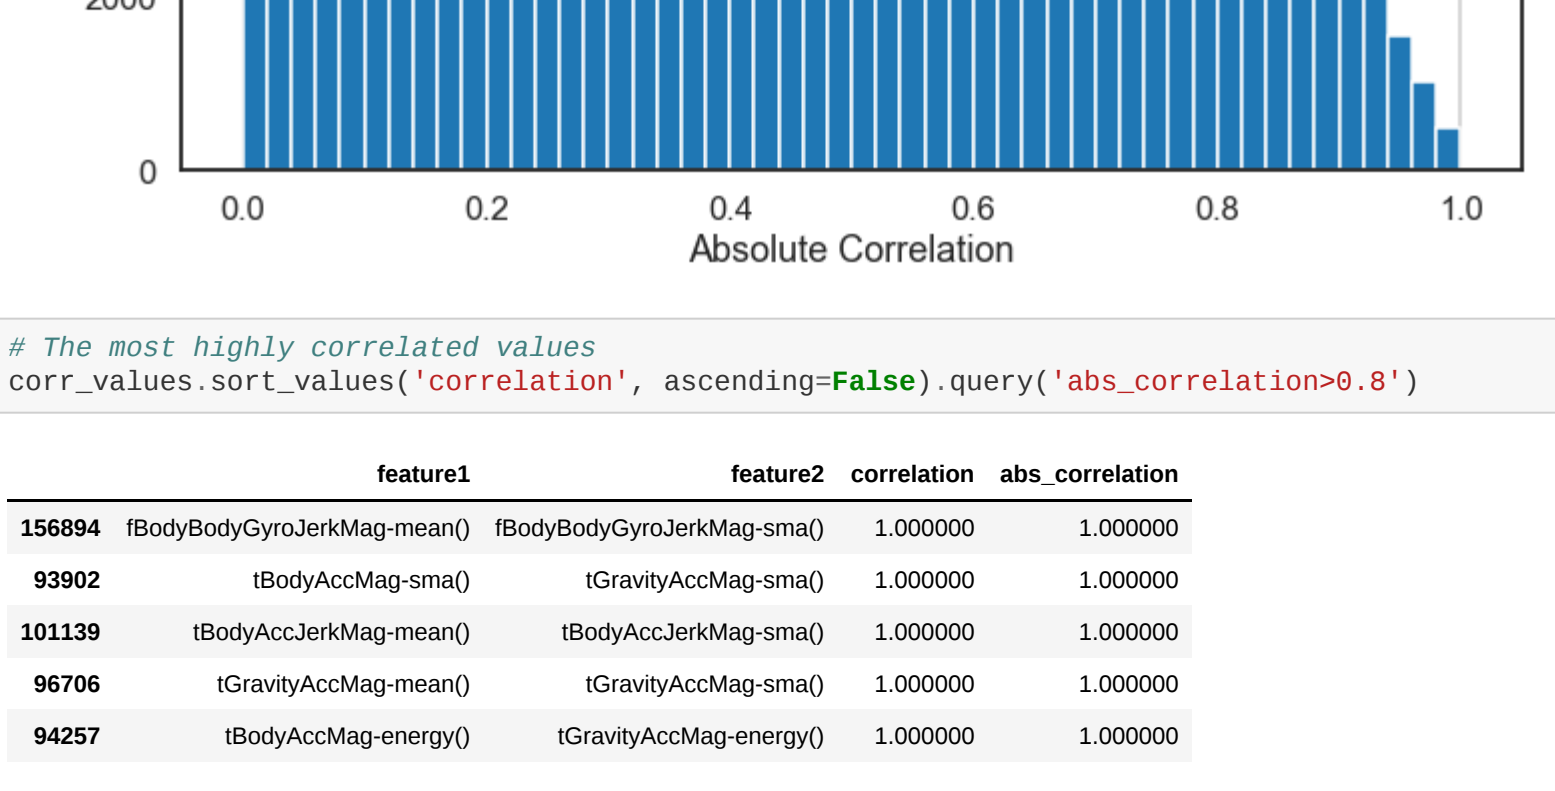 2000
0
0.0 0.2 0.4 0.6 0.8 1.0
Absolute Correlation
# The most highly correlated values
corr_values.sort_values('correlation', ascending=False).query('abs_correlation>0.8')
feature1 feature2 correlation abs_correlation
156894 fBodyBodyGyroJerkMag-mean() fBodyBodyGyroJerkMag-sma() 1.000000 1.000000
93902 tBodyAccMag-sma() tGravityAccMag-sma() 1.000000 1.000000
101139 tBodyAccJerkMag-mean() tBodyAccJerkMag-sma() 1.000000 1.000000
96706 tGravityAccMag-mean() tGravityAccMag-sma() 1.000000 1.000000
94257 tBodyAccMag-energy() tGravityAccMag-energy() 1.000000 1.000000